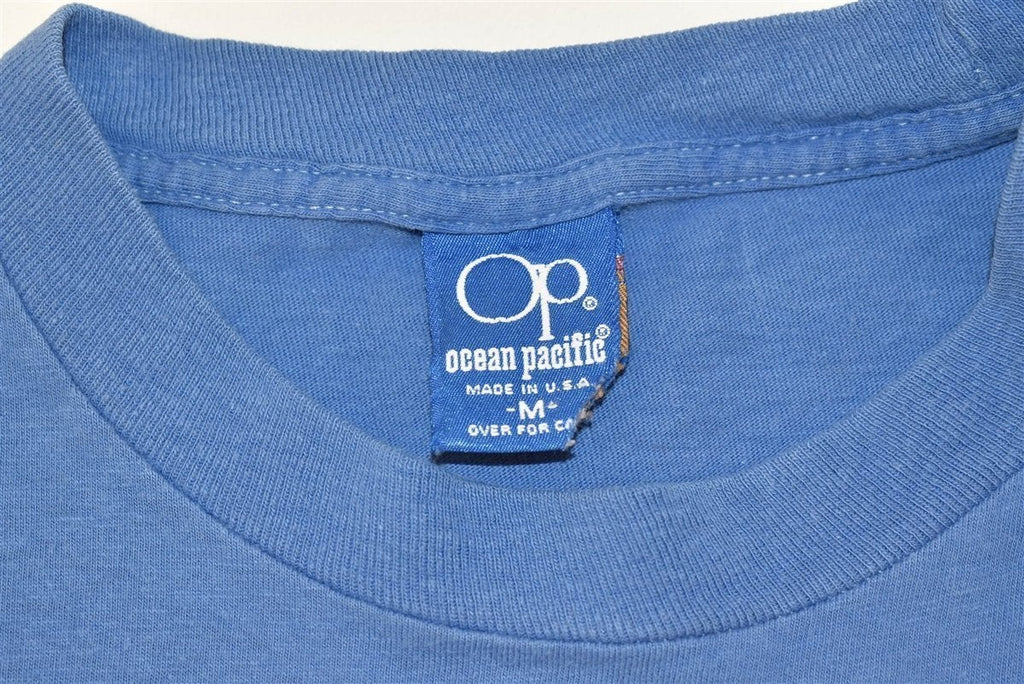 Op®
ocean pacific®
MADE IN U.S.A.
-M-
OVER FOR